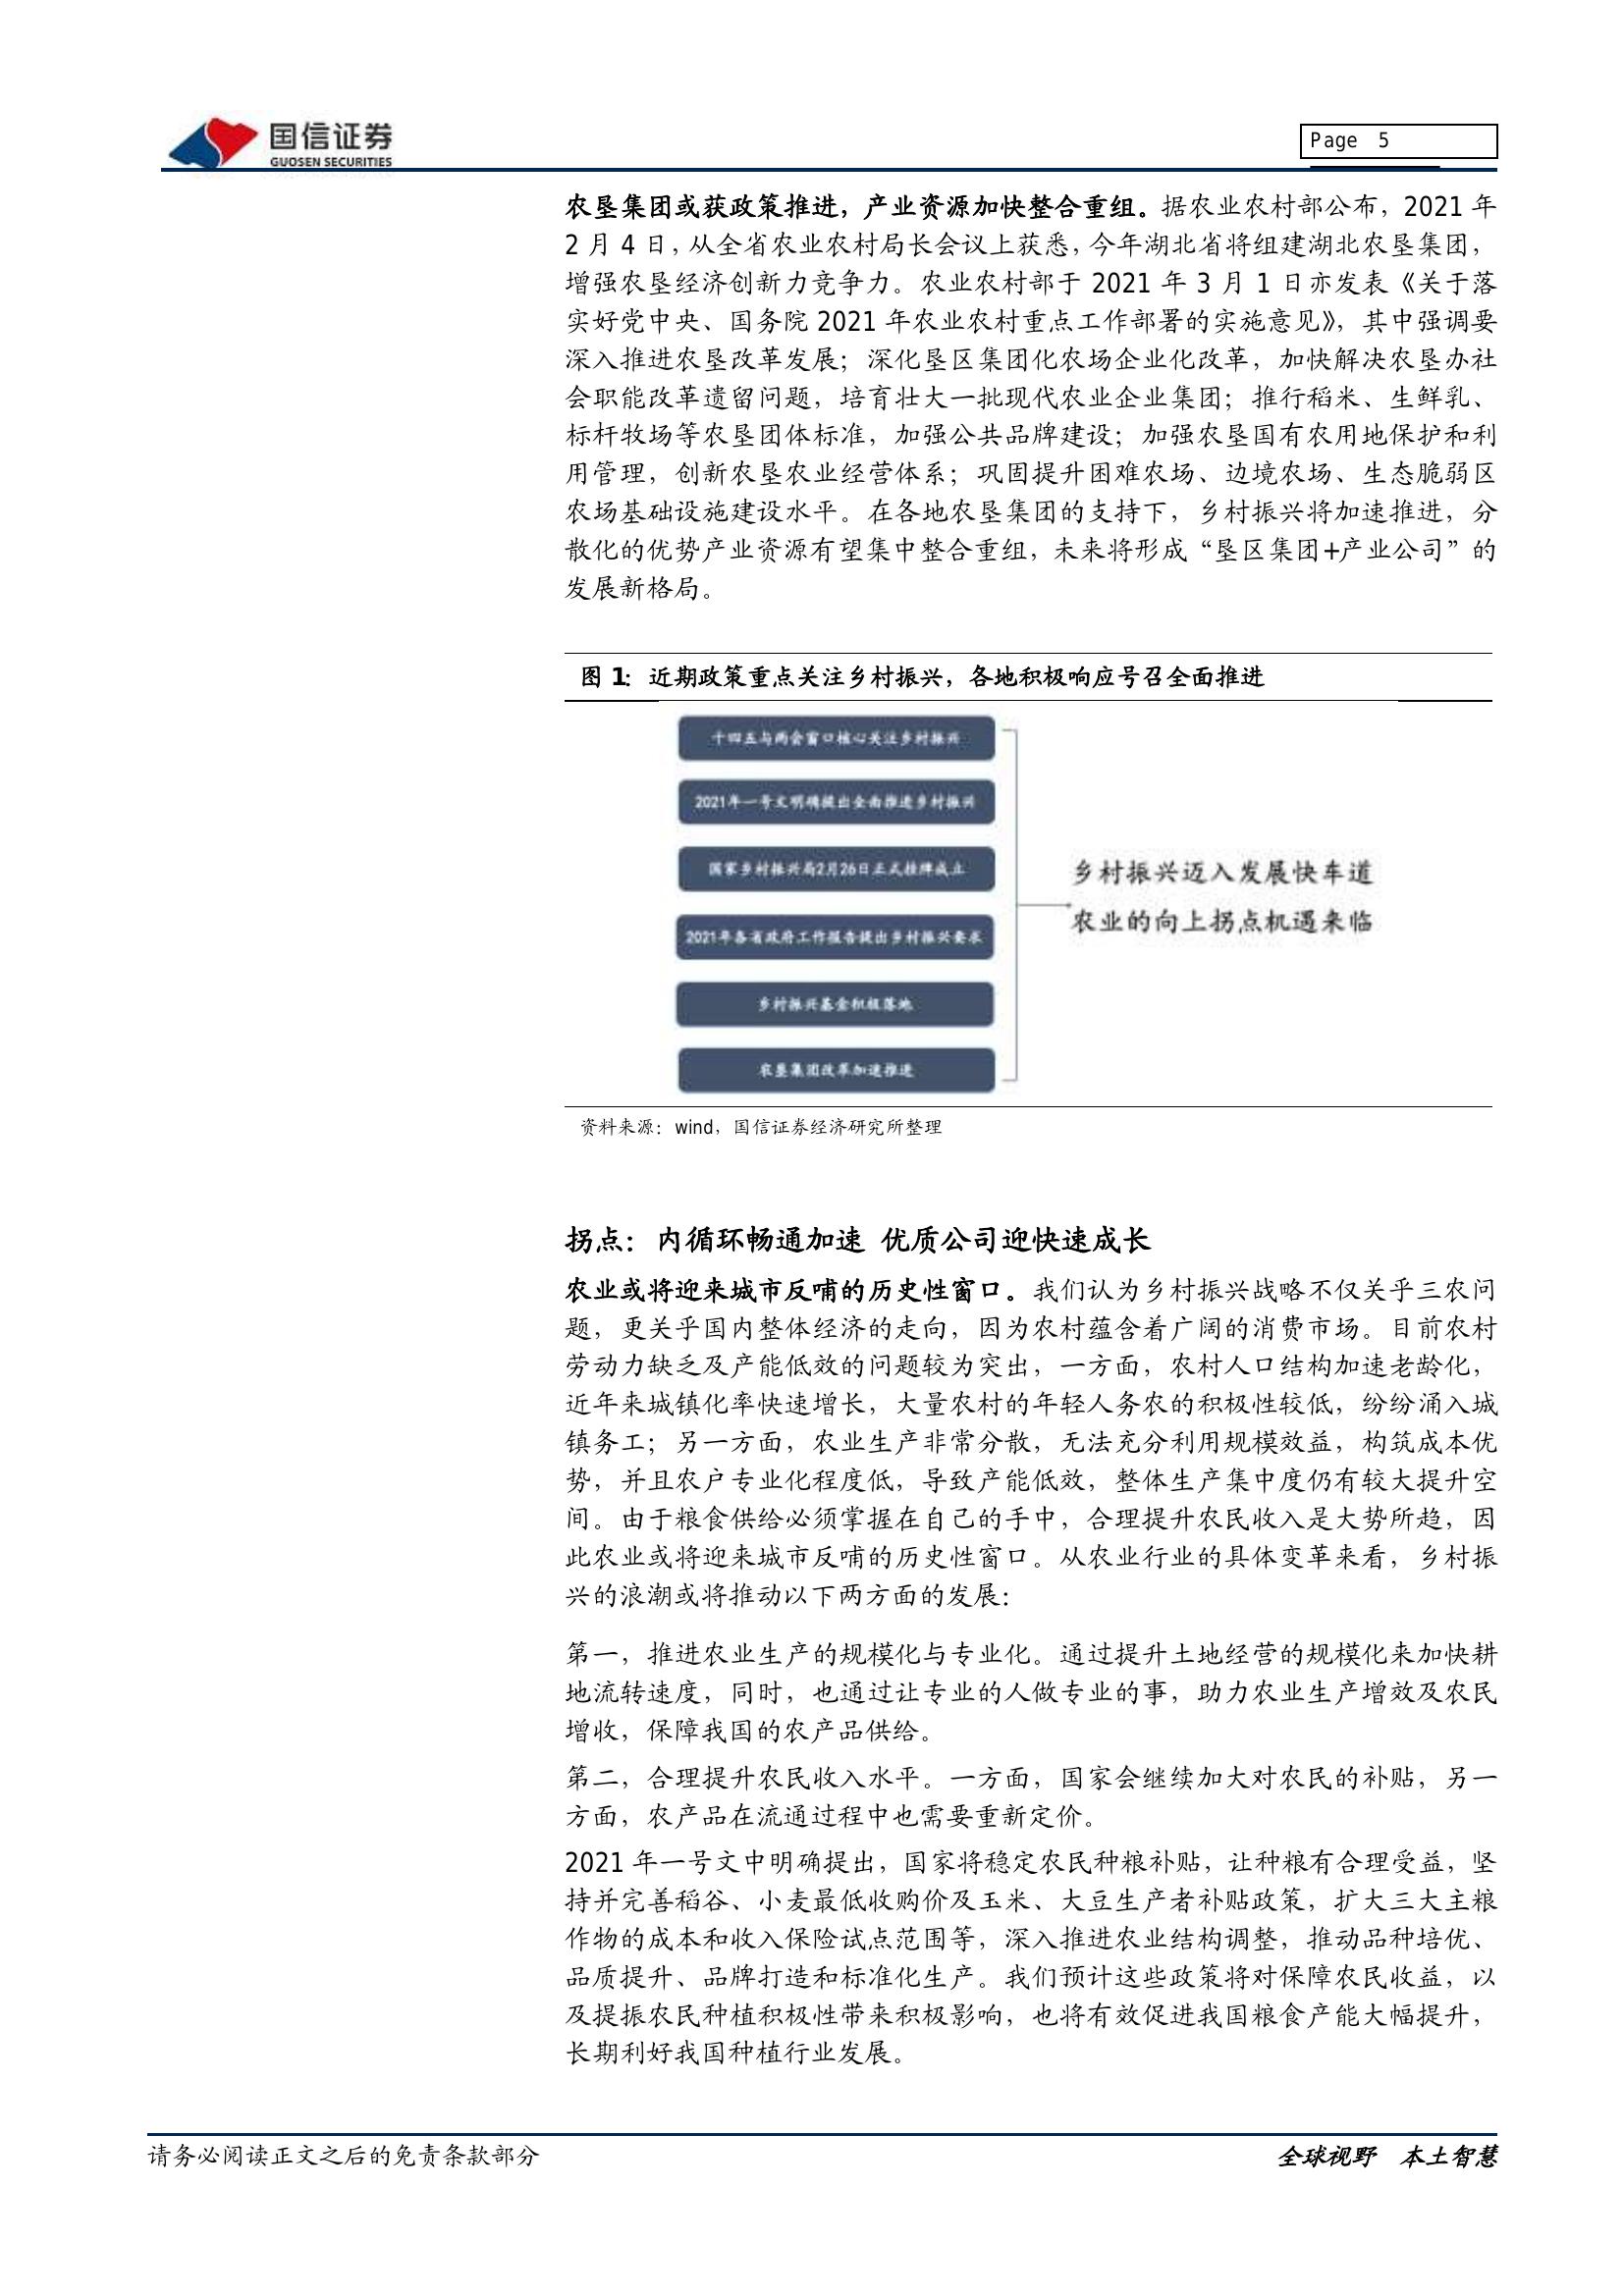 国信证券
GUOSEN SECURITIES
Page 5
农垦集团或获政策推进，产业资源加快整合重组。据农业农村部公布，2021 年
2 月 4 日，从全省农业农村局长会议上获悉，今年湖北省将组建湖北农垦集团，
增强农垦经济创新力竞争力。农业农村部于 2021 年 3 月 1 日亦发表《关于落
实好党中央、国务院 2021 年农业农村重点工作部署的实施意见》，其中强调要
深入推进农垦改革发展；深化垦区集团化农场企业化改革，加快解决农垦办社
会职能改革遗留问题，培育壮大一批现代农业企业集团；推行稻米、生鲜乳、
标杆牧场等农垦团体标准，加强公共品牌建设；加强农垦国有农用地保护和利
用管理，创新农垦农业经营体系；巩固提升困难农场、边境农场、生态脆弱区
农场基础设施建设水平。在各地农垦集团的支持下，乡村振兴将加速推进，分
散化的优势产业资源有望集中整合重组，未来将形成“垦区集团+产业公司”的
发展新格局。
图 1：近期政策重点关注乡村振兴，各地积极响应号召全面推进
十四五与两会窗口核心关注乡村振兴
2021年一号文明确提出全面推进乡村振兴
国家乡村振兴局2月26日正式挂牌成立
2021年各省政府工作报告提出乡村振兴要求
乡村振兴基金积极落地
农垦集团改革加速推进
乡村振兴迈入发展快车道
农业的向上拐点机遇来临
资料来源：wind，国信证券经济研究所整理
拐点：内循环畅通加速 优质公司迎快速成长
农业或将迎来城市反哺的历史性窗口。我们认为乡村振兴战略不仅关乎三农问
题，更关乎国内整体经济的走向，因为农村蕴含着广阔的消费市场。目前农村
劳动力缺乏及产能低效的问题较为突出，一方面，农村人口结构加速老龄化，
近年来城镇化率快速增长，大量农村的年轻人务农的积极性较低，纷纷涌入城
镇务工；另一方面，农业生产非常分散，无法充分利用规模效益，构筑成本优
势，并且农户专业化程度低，导致产能低效，整体生产集中度仍有较大提升空
间。由于粮食供给必须掌握在自己的手中，合理提升农民收入是大势所趋，因
此农业或将迎来城市反哺的历史性窗口。从农业行业的具体变革来看，乡村振
兴的浪潮或将推动以下两方面的发展：
第一，推进农业生产的规模化与专业化。通过提升土地经营的规模化来加快耕
地流转速度，同时，也通过让专业的人做专业的事，助力农业生产增效及农民
增收，保障我国的农产品供给。
第二，合理提升农民收入水平。一方面，国家会继续加大对农民的补贴，另一
方面，农产品在流通过程中也需要重新定价。
2021 年一号文中明确提出，国家将稳定农民种粮补贴，让种粮有合理受益，坚
持并完善稻谷、小麦最低收购价及玉米、大豆生产者补贴政策，扩大三大主粮
作物的成本和收入保险试点范围等，深入推进农业结构调整，推动品种培优、
品质提升、品牌打造和标准化生产。我们预计这些政策将对保障农民收益，以
及提振农民种植积极性带来积极影响，也将有效促进我国粮食产能大幅提升，
长期利好我国种植行业发展。
请务必阅读正文之后的免责条款部分
全球视野 本土智慧